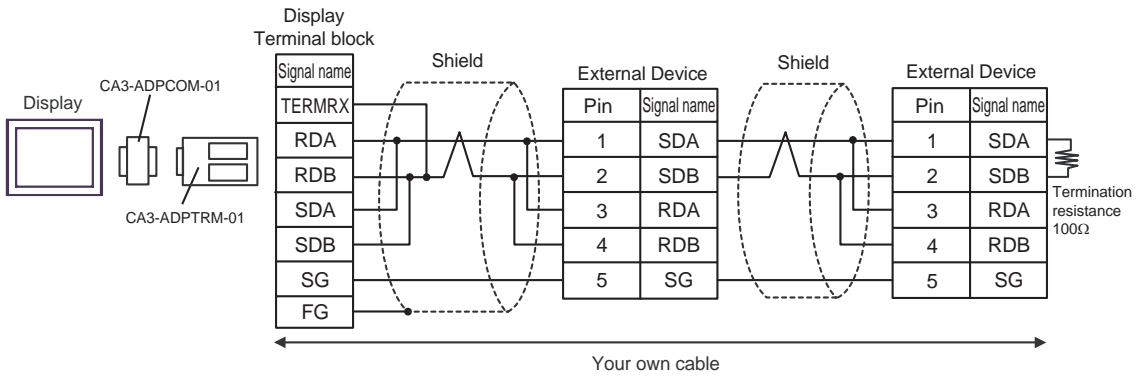 Display
Terminal block
Display
CA3-ADPCOM-01
CA3-ADPTRM-01
Signal name
TERMRX
RDA
RDB
SDA
SDB
SG
FG
Shield
External Device
Pin Signal name
1 SDA
2 SDB
3 RDA
4 RDB
5 SG
Shield
External Device
Pin Signal name
1 SDA
2 SDB
3 RDA
4 RDB
5 SG
Termination
resistance
100Ω
Your own cable